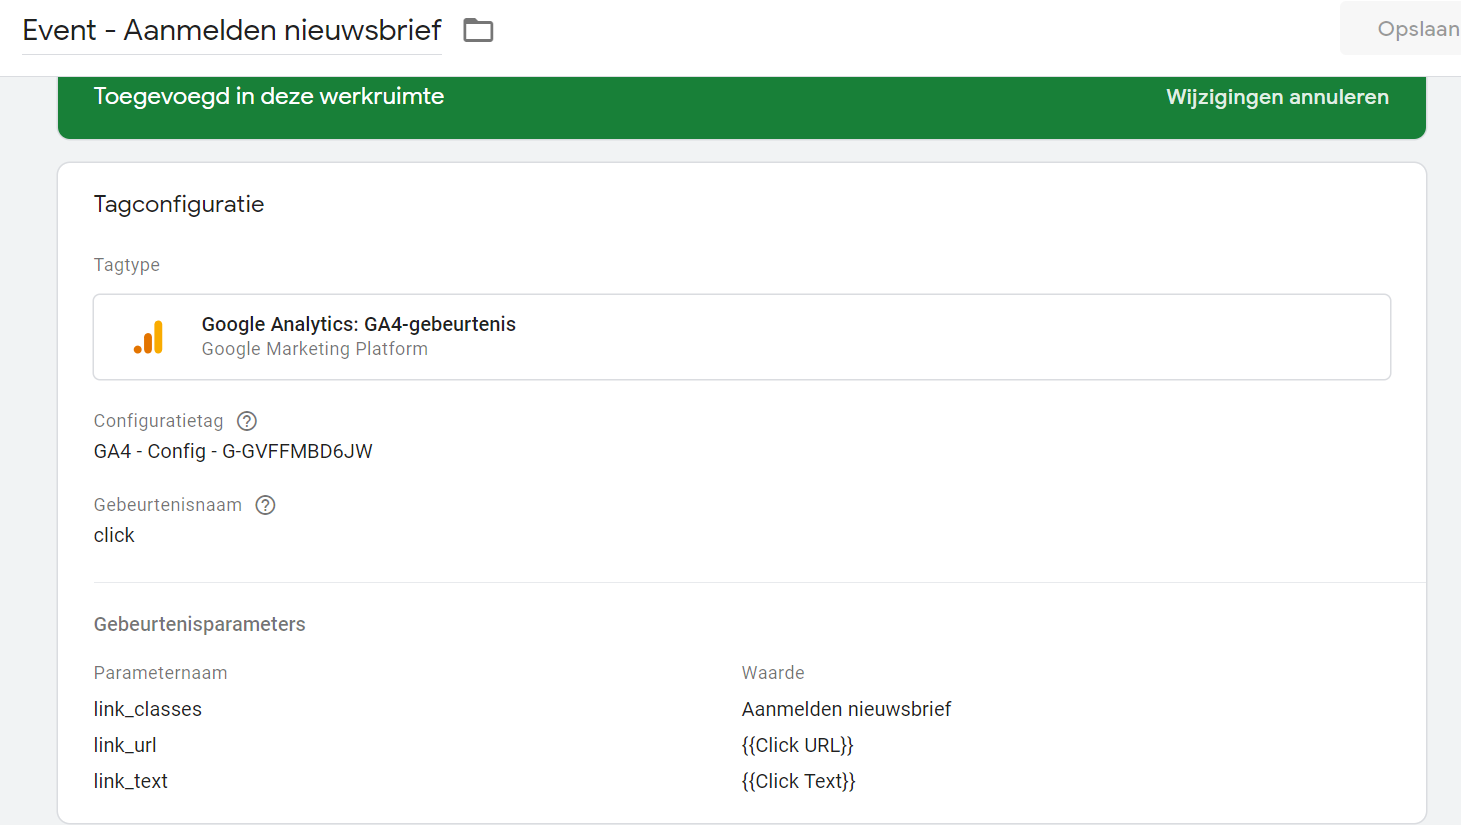 Event - Aanmelden nieuwsbrief
Opslaan
Toegevoegd in deze werkruimte
Wijzigingen annuleren
Tagconfiguratie
Tagtype
Google Analytics: GA4-gebeurtenis
Google Marketing Platform
Configuratietag
GA4 - Config - G-GVFFMBD6JW
Gebeurtenisnaam
click
Gebeurtenisparameters
Parameternaam Waarde
link_classes Aanmelden nieuwsbrief
link_url {{Click URL}}
link_text {{Click Text}}